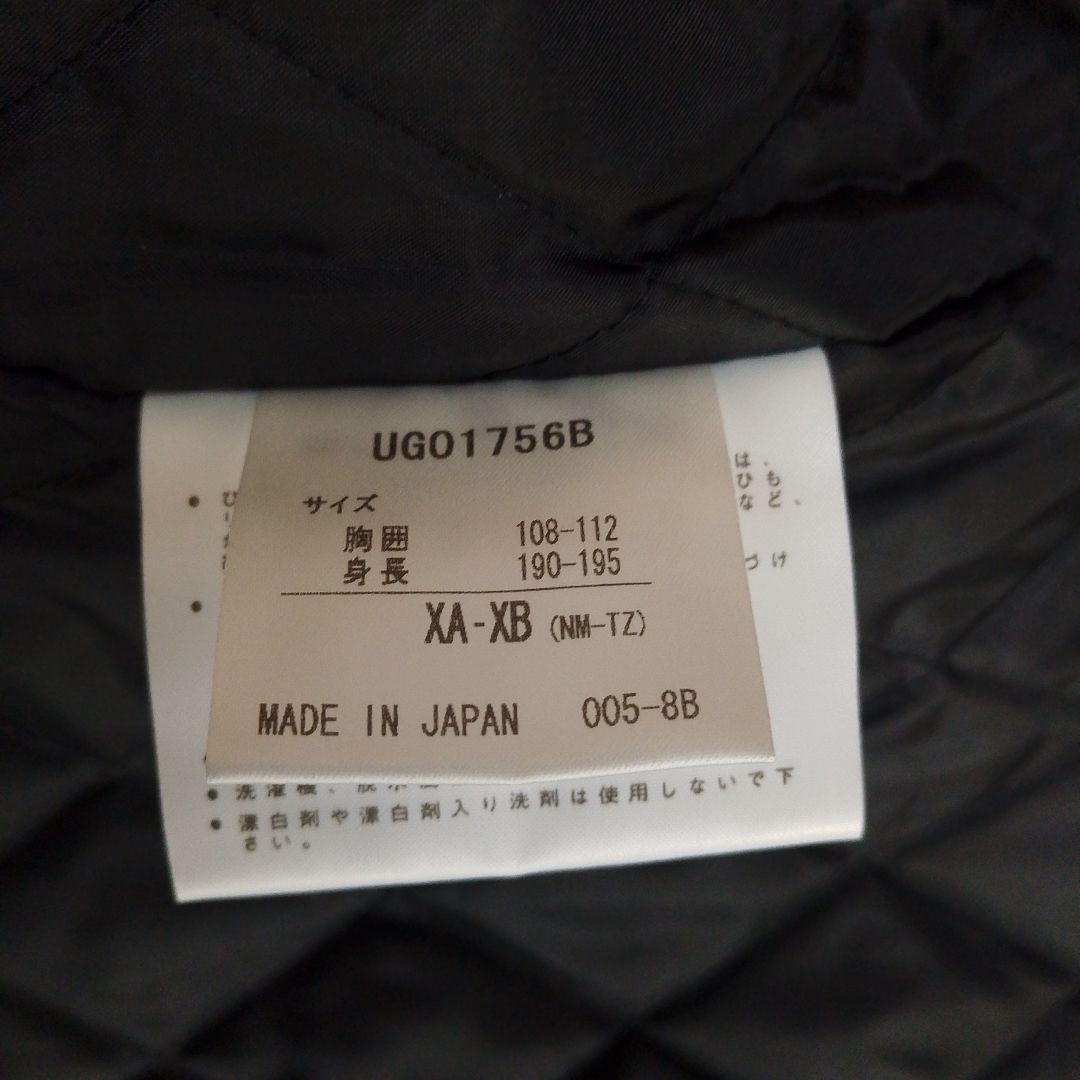 UGO1756B
サイズ
胸囲 108-112
身長 190-195
XA-XB (NM-TZ)
MADE IN JAPAN 005-8B
は、
ひも
など、
づけ
● 洗濯機、脱水
● 漂白剤や漂白剤入り洗剤は使用しないで下
さい。